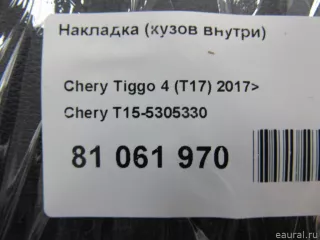 Накладка (кузов внутри)
Chery Tiggo 4 (T17) 2017>
Chery T15-5305330
81 061 970
eaural.ru